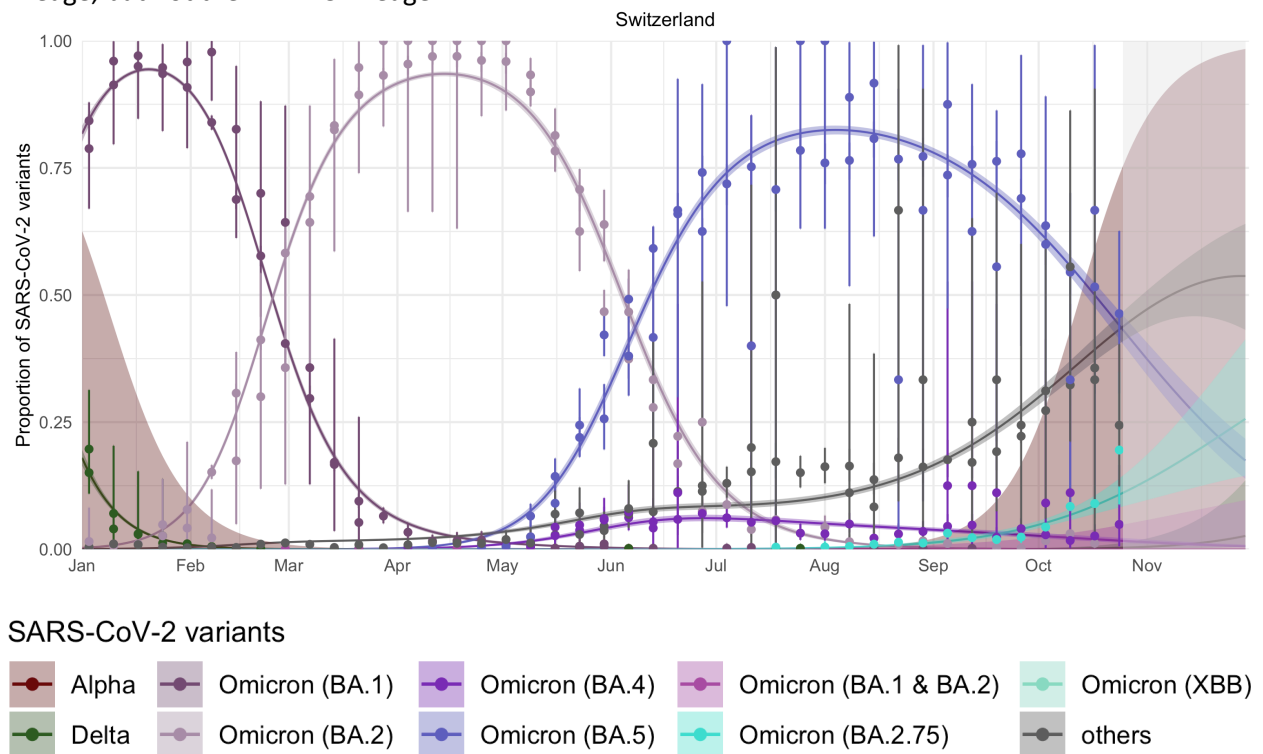 Switzerland
Proportion of SARS-CoV-2 variants
1.00
0.75
0.50
0.25
0.00
Jan Feb Mar Apr May Jun Jul Aug Sep Oct Nov
SARS-CoV-2 variants
Alpha Omicron (BA.1) Omicron (BA.4) Omicron (BA.1 & BA.2) Omicron (XBB)
Delta Omicron (BA.2) Omicron (BA.5) Omicron (BA.2.75) others